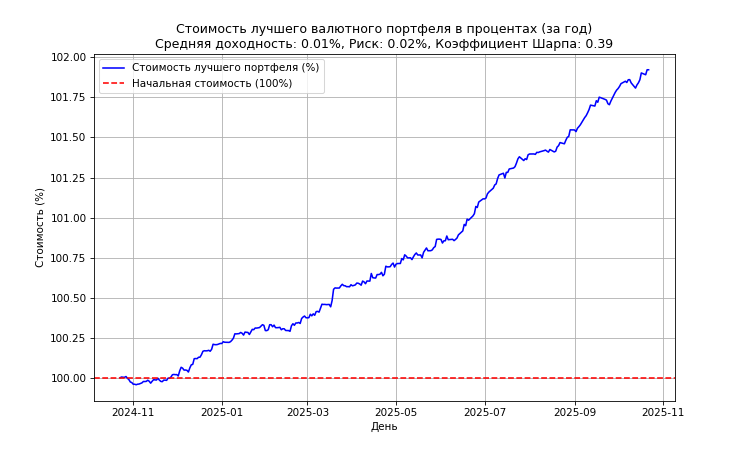 Стоимость лучшего валютного портфеля в процентах (за год)
Средняя доходность: 0.01%, Риск: 0.02%, Коэффициент Шарпа: 0.39
Стоимость лучшего портфеля (%)
Начальная стоимость (100%)
Стоимость (%)
102.00
101.75
101.50
101.25
101.00
100.75
100.50
100.25
100.00
2024-11
2025-01
2025-03
2025-05
2025-07
2025-09
2025-11
День